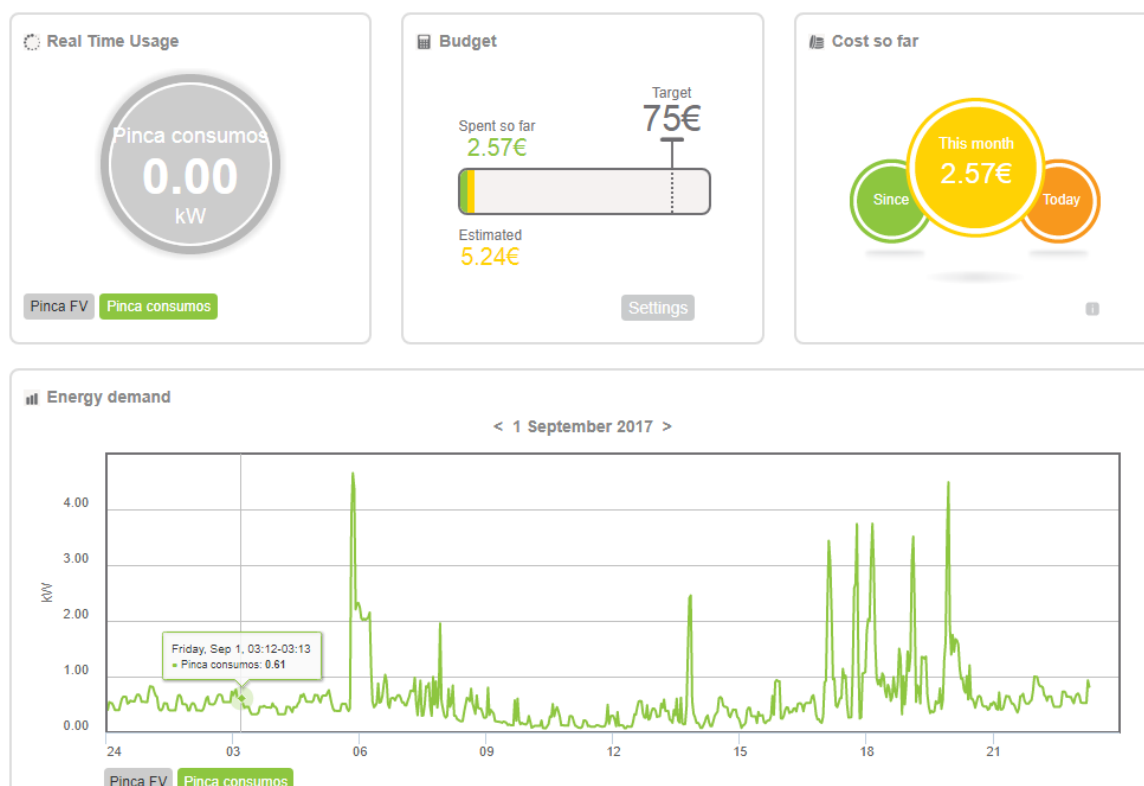 Real Time Usage
Pinca consumos
0.00
kW
Pinca FV
Pinca consumos
Budget
Target
75€
Spent so far
2.57€
Estimated
5.24€
Settings
Cost so far
This month
2.57€
Since
Today
i
Energy demand
< 1 September 2017 >
4.00
3.00
2.00
1.00
0.00
kW
Friday, Sep 1, 03:12-03:13
Pinca consumos: 0.61
24 03 06 09 12 15 18 21
Pinca FV
Pinca consumos